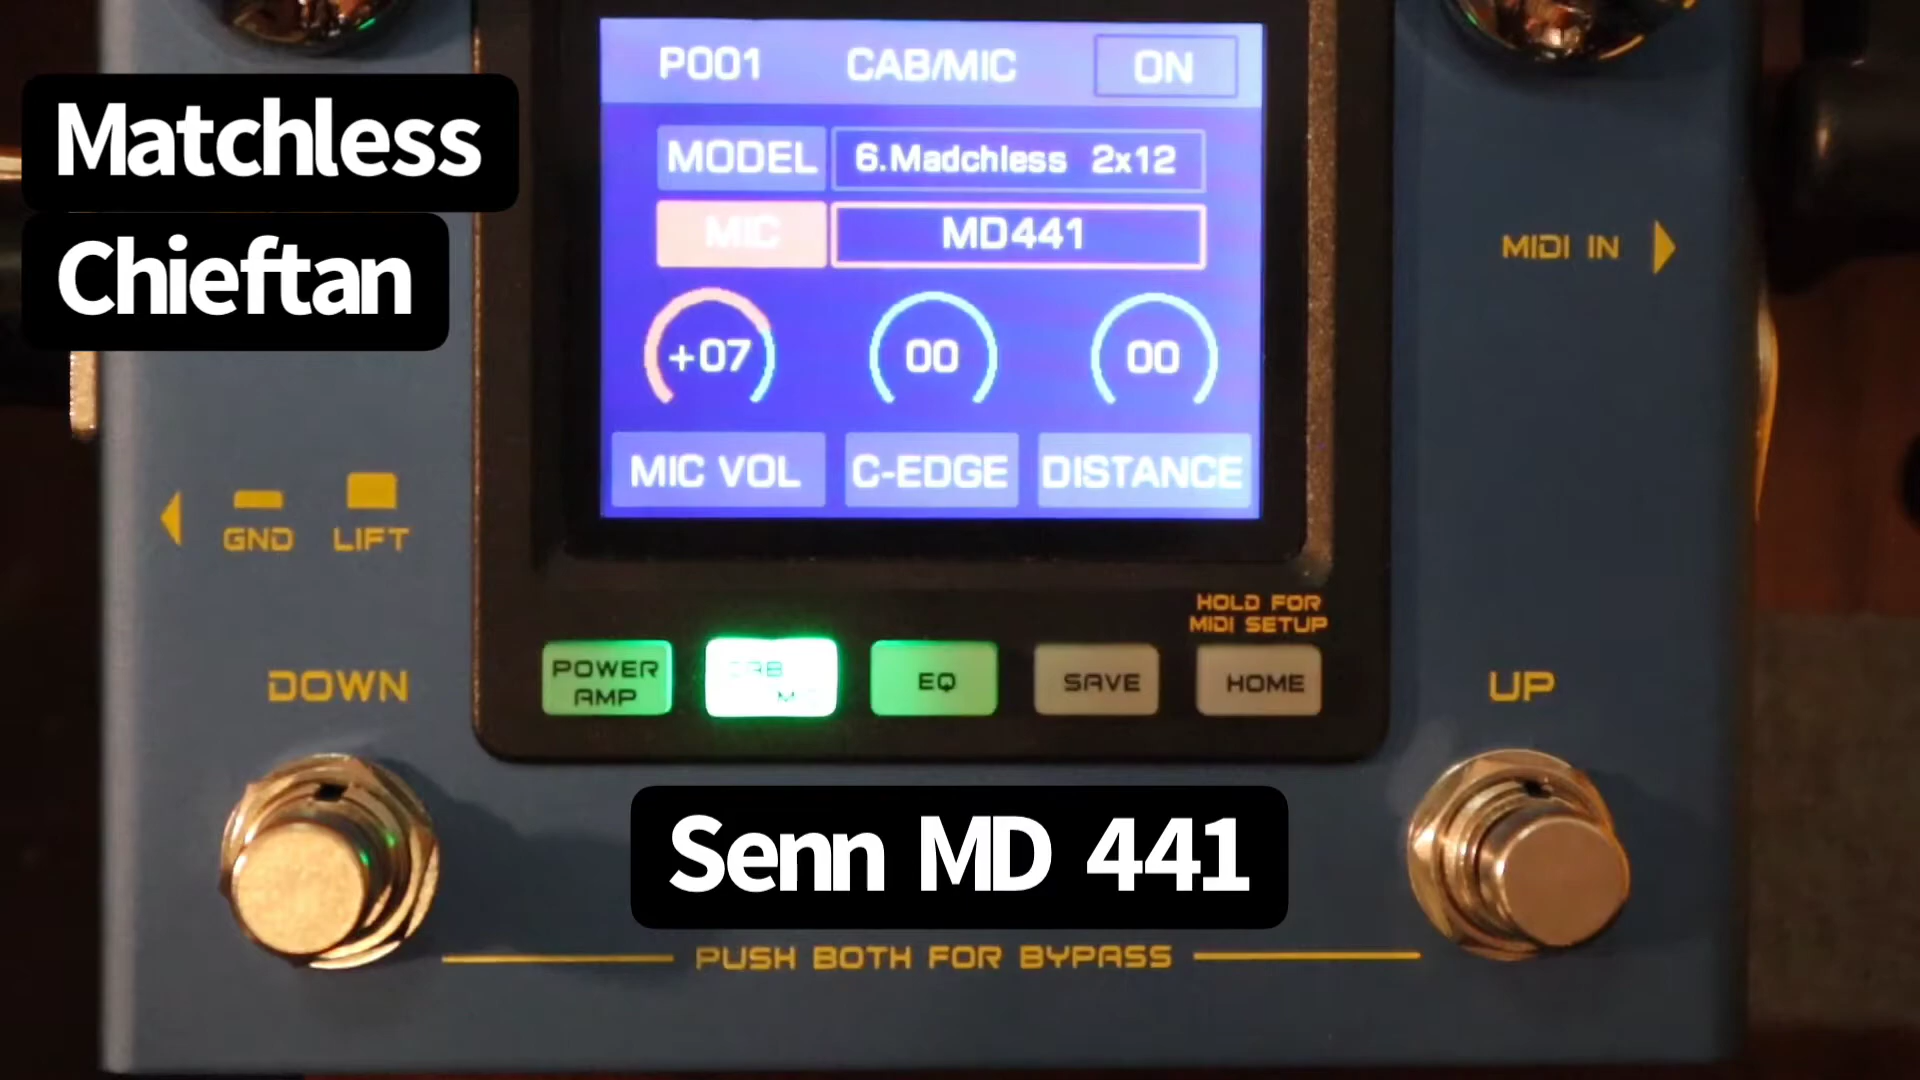 P001 CAB/MIC ON
Matchless
Chieftan
MODEL 6.Madchless 2x12
MIC MD441
+07 00 00
MIC VOL C-EDGE DISTANCE
MIDI IN
GND LIFT
HOLD FOR
MIDI SETUP
POWER
AMP
CAB
MIC
EQ
SAVE
HOME
DOWN
UP
Senn MD 441
PUSH BOTH FOR BYPASS